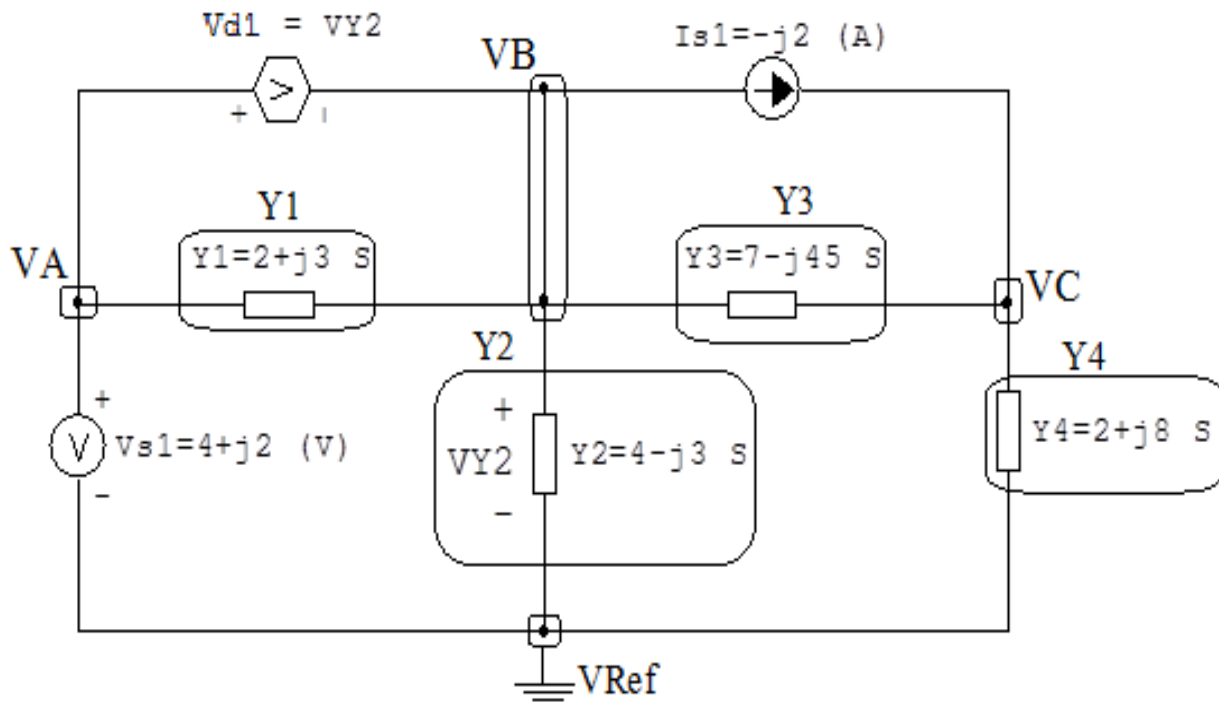 Vd1 = VY2
Is1=-j2 (A)
VB
+
Y1
Y3
Y1=2+j3 S
Y3=7-j45 S
VA
VC
Y2
Y4
+
+
Vs1=4+j2 (V)
V
VY2
Y2=4-j3 S
Y4=2+j8 S
-
-
VRef